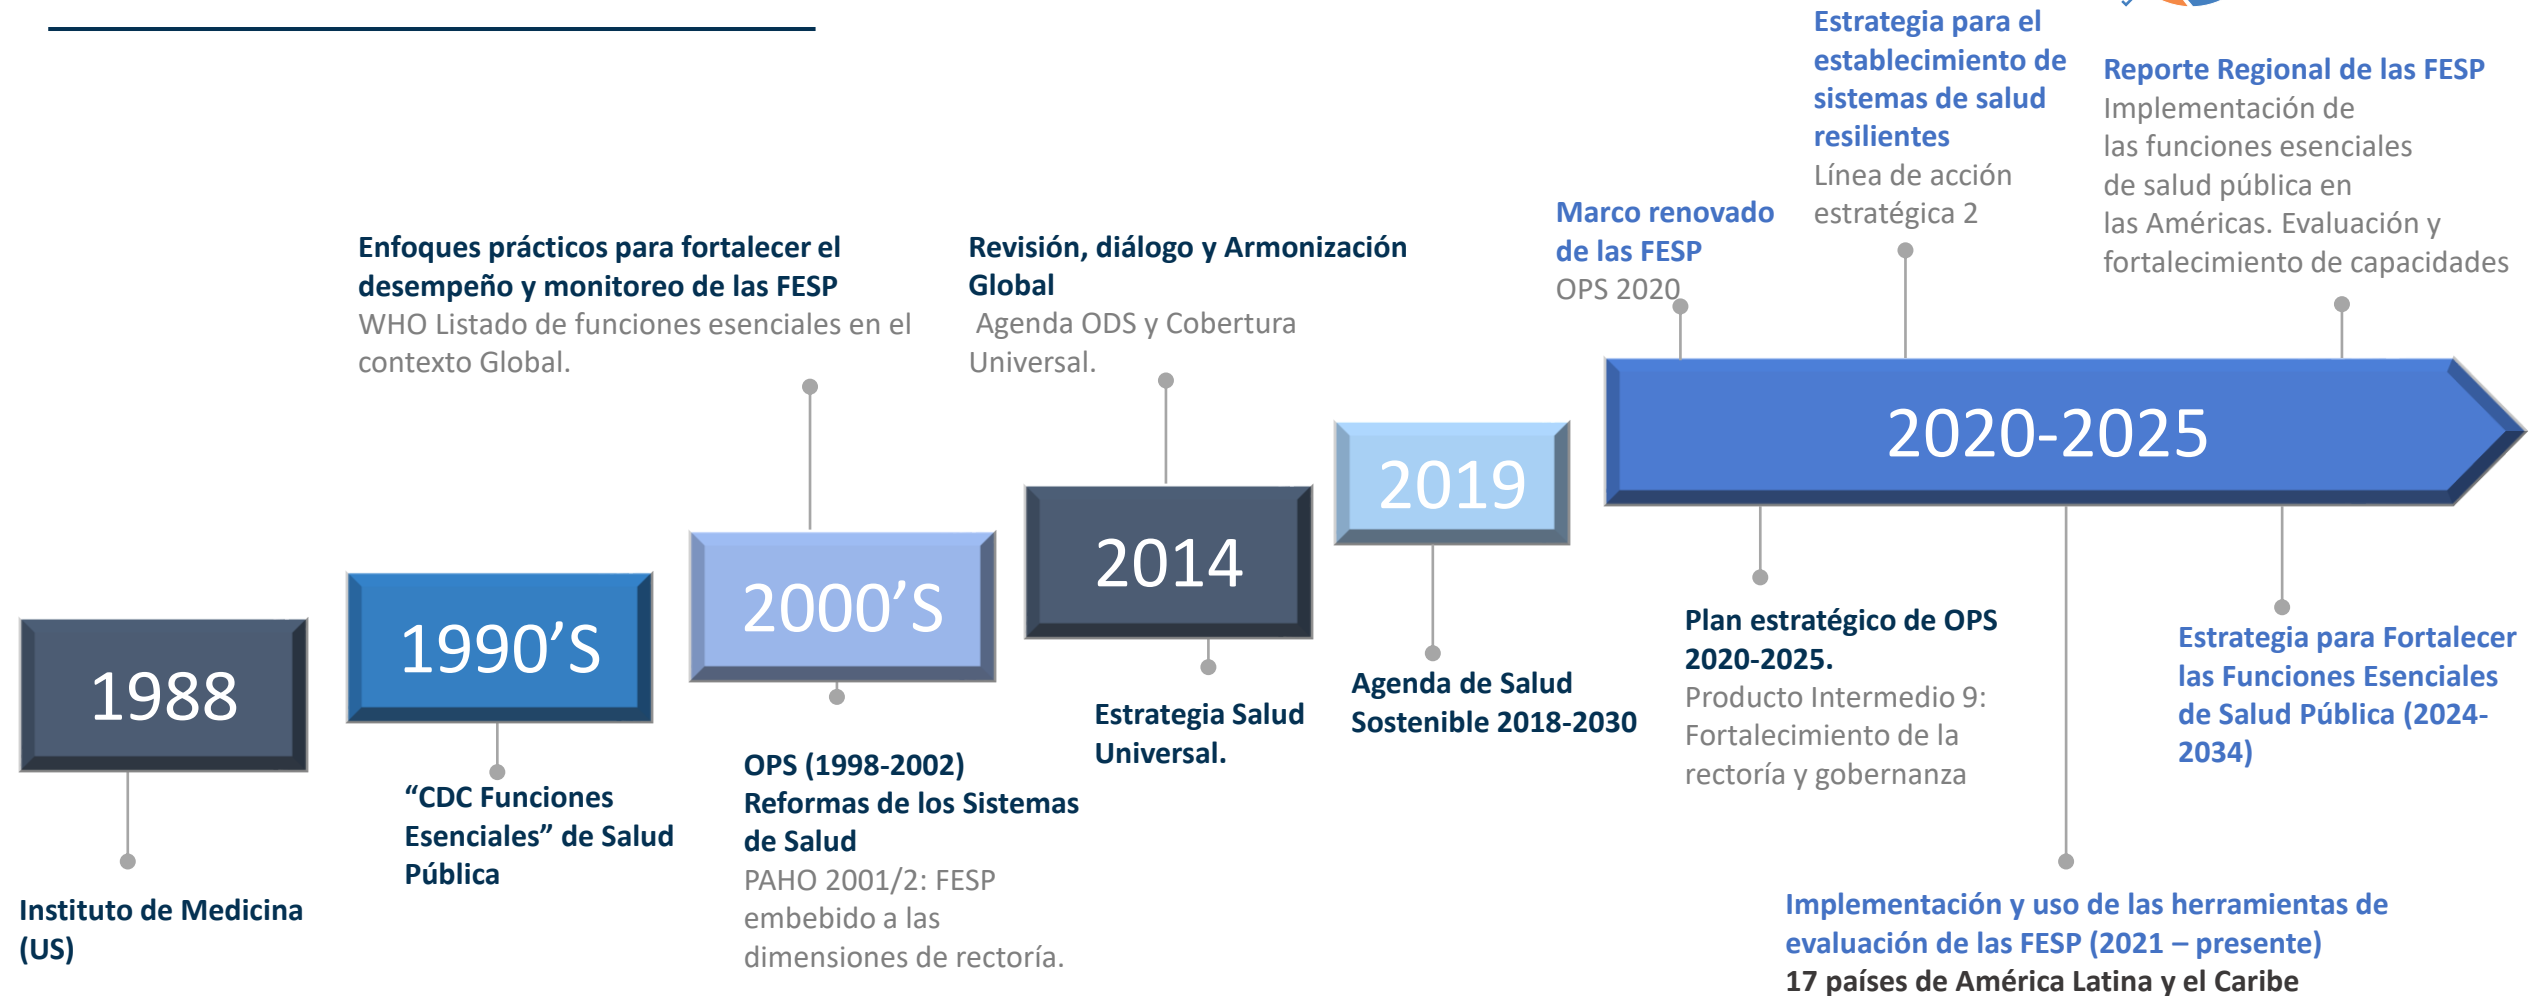 1988
Instituto de Medicina
(US)
1990’S
“CDC Funciones
Esenciales” de Salud
Pública
Enfoques prácticos para fortalecer el
desempeño y monitoreo de las FESP
WHO Listado de funciones esenciales en el
contexto Global.
2000’S
OPS (1998-2002)
Reformas de los Sistemas
de Salud
PAHO 2001/2: FESP
embebido a las
dimensiones de rectoría.
Revisión, diálogo y Armonización
Global
Agenda ODS y Cobertura
Universal.
2014
Estrategia Salud
Universal.
2019
Agenda de Salud
Sostenible 2018-2030
Marco renovado
de las FESP
OPS 2020
Estrategia para el
establecimiento de
sistemas de salud
resilientes
Línea de acción
estratégica 2
Reporte Regional de las FESP
Implementación de
las funciones esenciales
de salud pública en
las Américas. Evaluación y
fortalecimiento de capacidades
2020-2025
Plan estratégico de OPS
2020-2025.
Producto Intermedio 9:
Fortalecimiento de la
rectoría y gobernanza
Implementación y uso de las herramientas de
evaluación de las FESP (2021 – presente)
17 países de América Latina y el Caribe
Estrategia para Fortalecer
las Funciones Esenciales
de Salud Pública (2024-
2034)